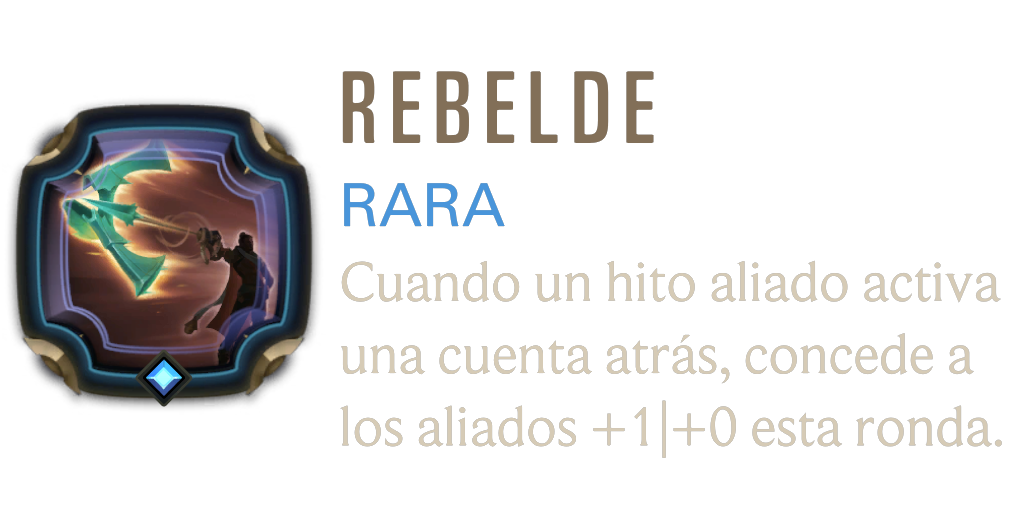 REBELDE
RARA
Cuando un hito aliado activa
una cuenta atrás, concede a
los aliados +1|+0 esta ronda.